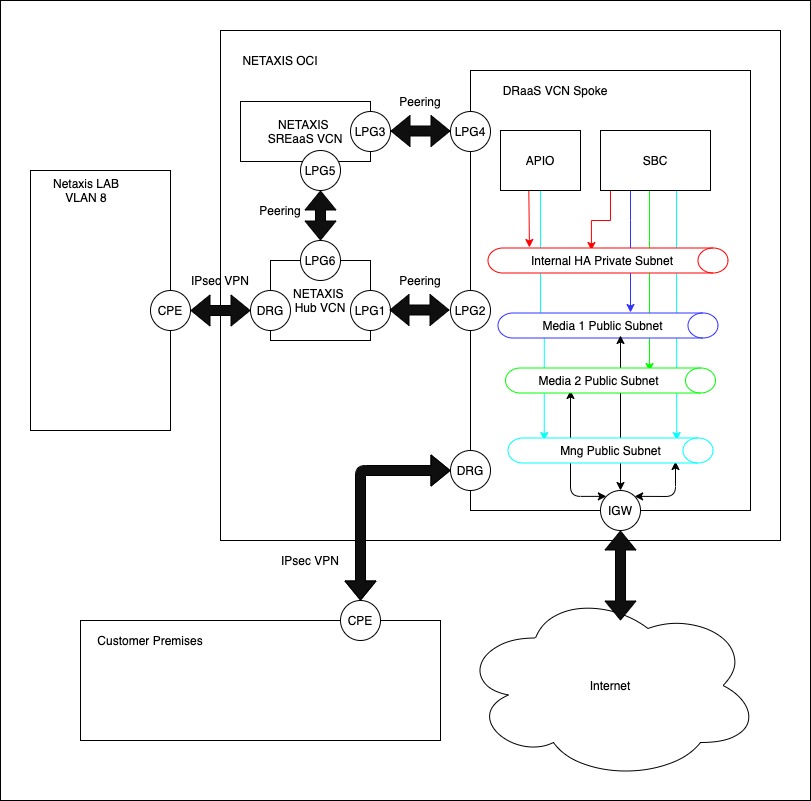 NETAXIS OCI
DRaaS VCN Spoke
Peering
NETAXIS
SREaaS VCN
LPG3
LPG4
APIO
SBC
LPG5
Netaxis LAB
VLAN 8
Peering
Internal HA Private Subnet
LPG6
IPsec VPN
NETAXIS
Hub VCN
Peering
CPE
DRG
LPG1
LPG2
Media 1 Public Subnet
Media 2 Public Subnet
Mng Public Subnet
DRG
IGW
IPsec VPN
CPE
Customer Premises
Internet